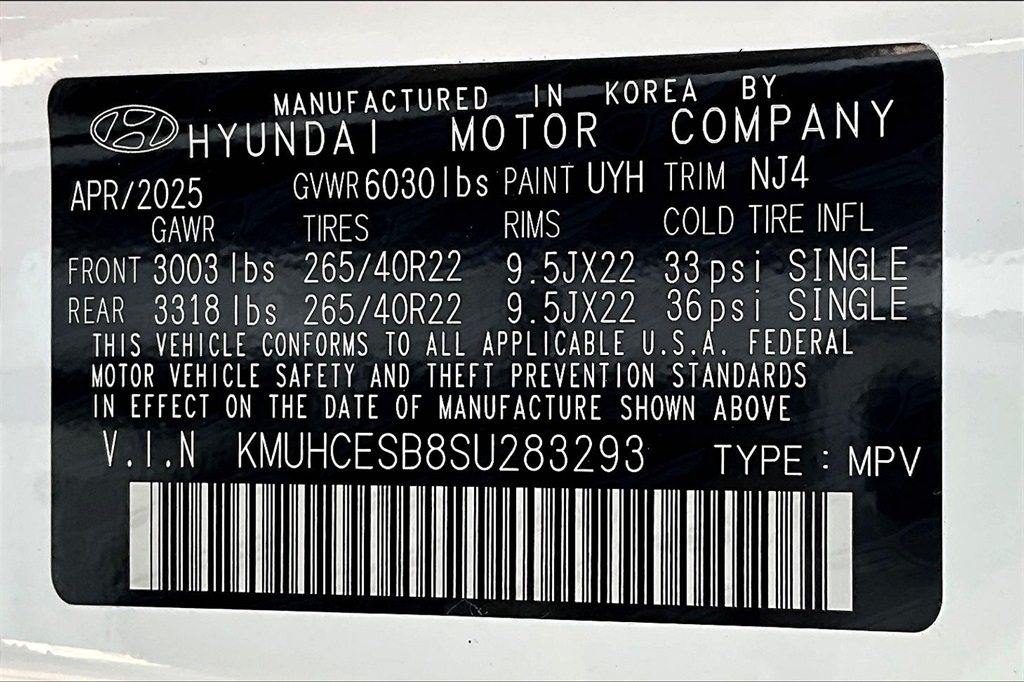 MANUFACTURED IN KOREA BY
HYUNDAI MOTOR COMPANY
APR/2025 GVWR 6030 lbs PAINT UYH TRIM NJ4
GAWR TIRES RIMS COLD TIRE INFL
FRONT 3003 lbs 265/40R22 9.5JX22 33psi SINGLE
REAR 3318 lbs 265/40R22 9.5JX22 36psi SINGLE
THIS VEHICLE CONFORMS TO ALL APPLICABLE U.S.A. FEDERAL
MOTOR VEHICLE SAFETY AND THEFT PREVENTION STANDARDS
IN EFFECT ON THE DATE OF MANUFACTURE SHOWN ABOVE
V.I.N KMUHCESB8SU283293 TYPE : MPV